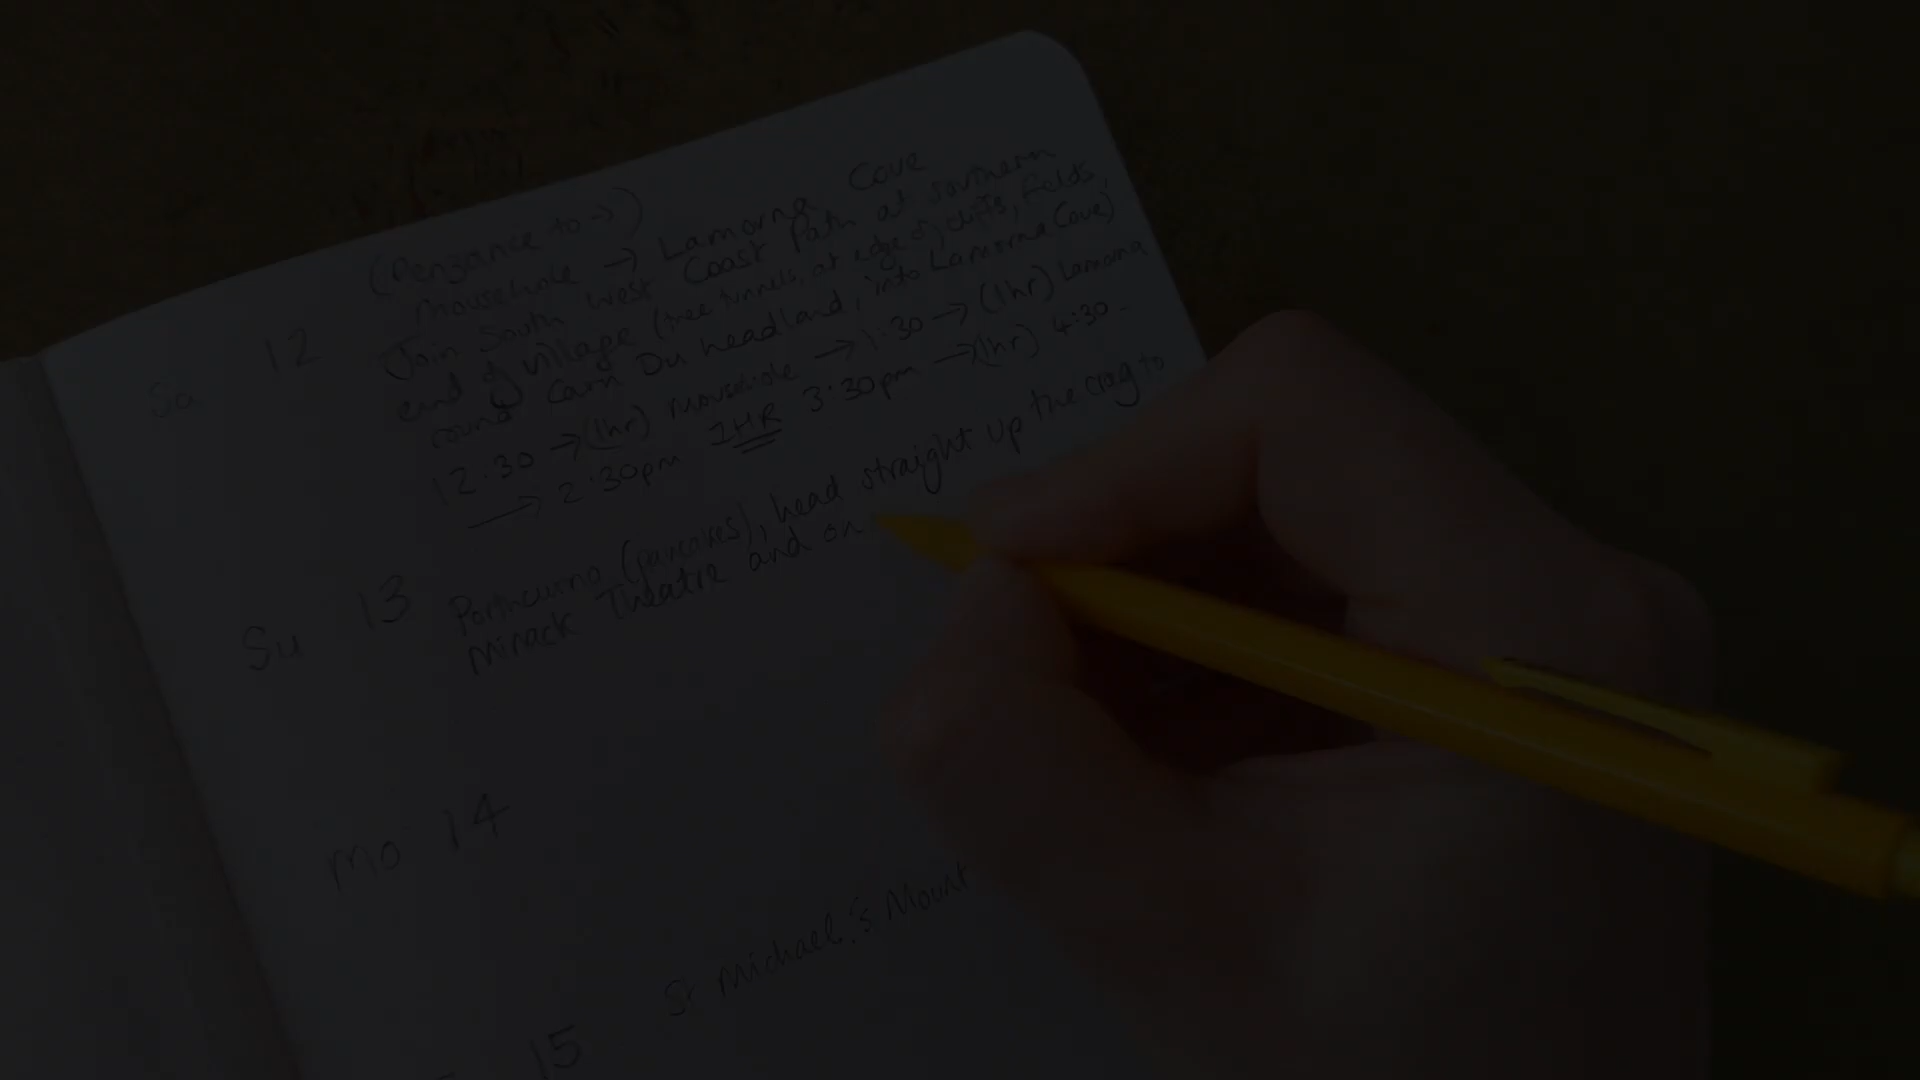 (Penzance to →)
Mousehole → Lamorna Cove
Join South West Coast Path at southern
end of village (tree tunnels, at edge of cliffs, fields,
round Carn Du headland, into Lamorna Cove)
Sa 12
12:30 → (1hr) Mousehole → 1:30 → (1hr) Lamorna
→ 2:30pm 1HR 3:30pm → (1hr) 4:30
Su 13
Porthcurno (pancakes), head straight up the crag to
Minack Theatre and on
Mo 14
St Michael's Mount
15